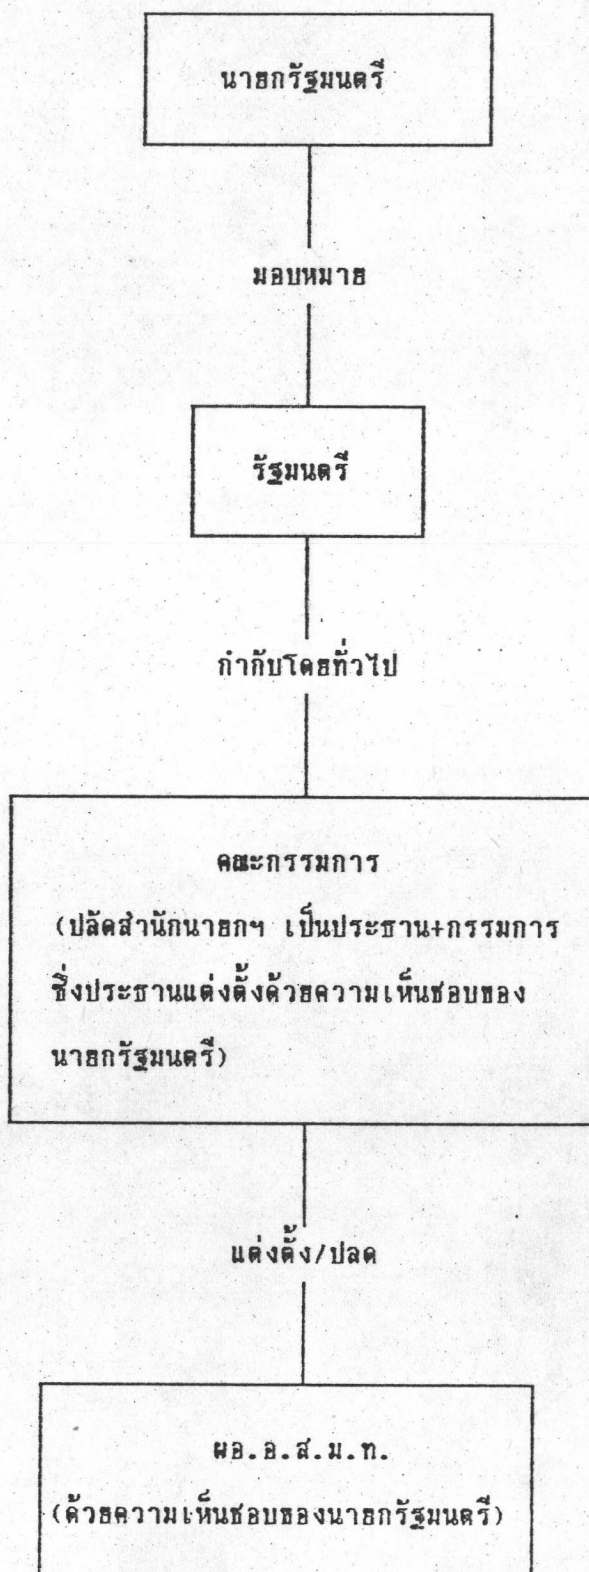 นายกรัฐมนตรี
มอบหมาย
รัฐมนตรี
กำกับโดยทั่วไป
คณะกรรมการ
(ปลัดสำนักนายกฯ เป็นประธาน+กรรมการ
ซึ่งประธานแต่งตั้งด้วยความเห็นชอบของ
นายกรัฐมนตรี)
แต่งตั้ง/ปลด
ผอ.อ.ส.ม.ท.
(ด้วยความเห็นชอบของนายกรัฐมนตรี)